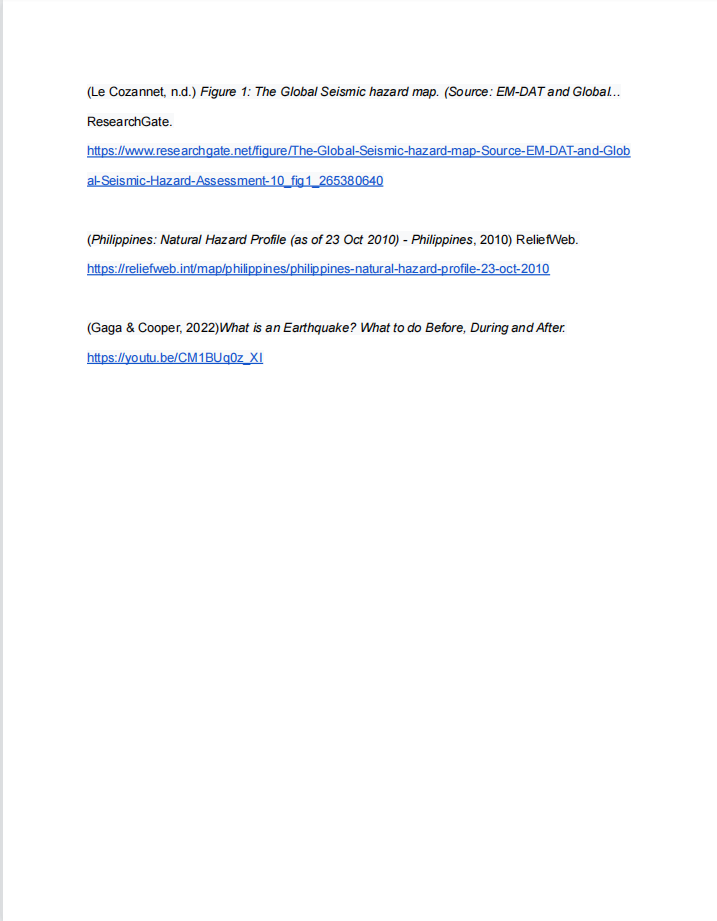 (Le Cozannet, n.d.) Figure 1: The Global Seismic hazard map. (Source: EM-DAT and Global...
ResearchGate.
https://www.researchgate.net/figure/The-Global-Seismic-hazard-map-Source-EM-DAT-and-Glob
al-Seismic-Hazard-Assessment-10_fig1_265380640
(Philippines: Natural Hazard Profile (as of 23 Oct 2010) - Philippines, 2010) ReliefWeb.
https://reliefweb.int/map/philippines/philippines-natural-hazard-profile-23-oct-2010
(Gaga & Cooper, 2022)What is an Earthquake? What to do Before, During and After.
https://youtu.be/CM1BUq0z_XI